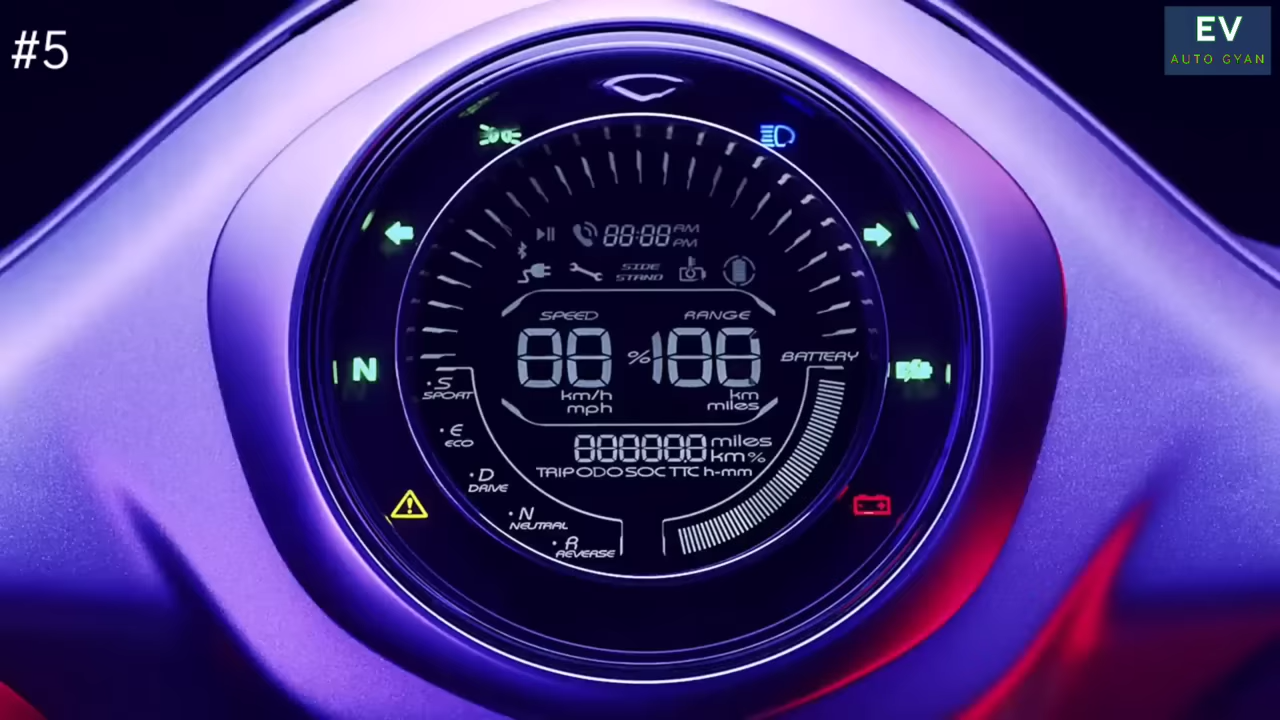 #5
EV
AUTO GYAN
88:88 AM
PM
SIDE
STAND
SPEED
RANGE
88 % 188
BATTERY
km/h
mph
km
miles
S
SPORT
N
E
ECO
888888 miles
km %
TRIP ODO SOC TTC h-mm
D
DRIVE
N
NEUTRAL
R
REVERSE